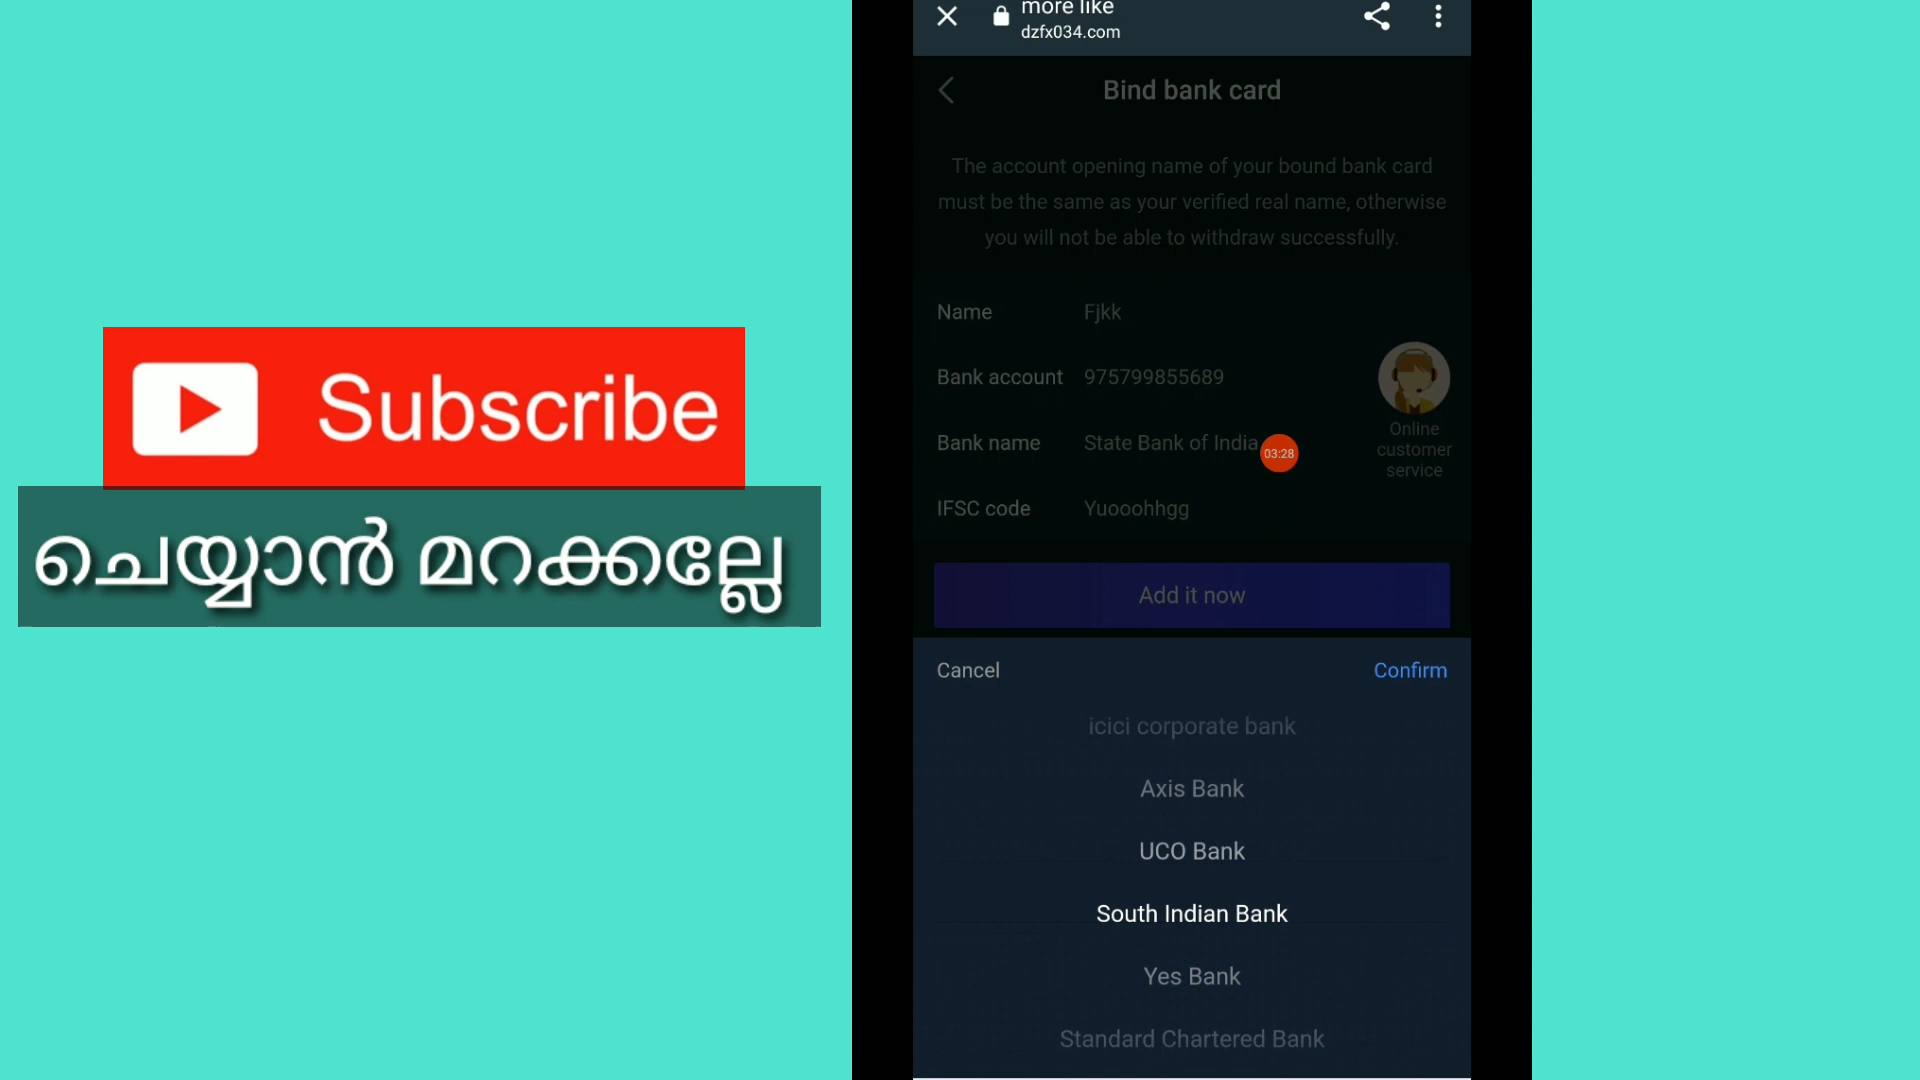 Subscribe
ചെയ്യാൻ മറക്കല്ലേ
more like
dzfx034.com
Bind bank card
The account opening name of your bound bank card
must be the same as your verified real name, otherwise
you will not be able to withdraw successfully.
Name Fjkk
Bank account 975799855689
Bank name State Bank of India
03:28
Online
customer
service
IFSC code Yuooohhgg
Add it now
Cancel Confirm
icici corporate bank
Axis Bank
UCO Bank
South Indian Bank
Yes Bank
Standard Chartered Bank